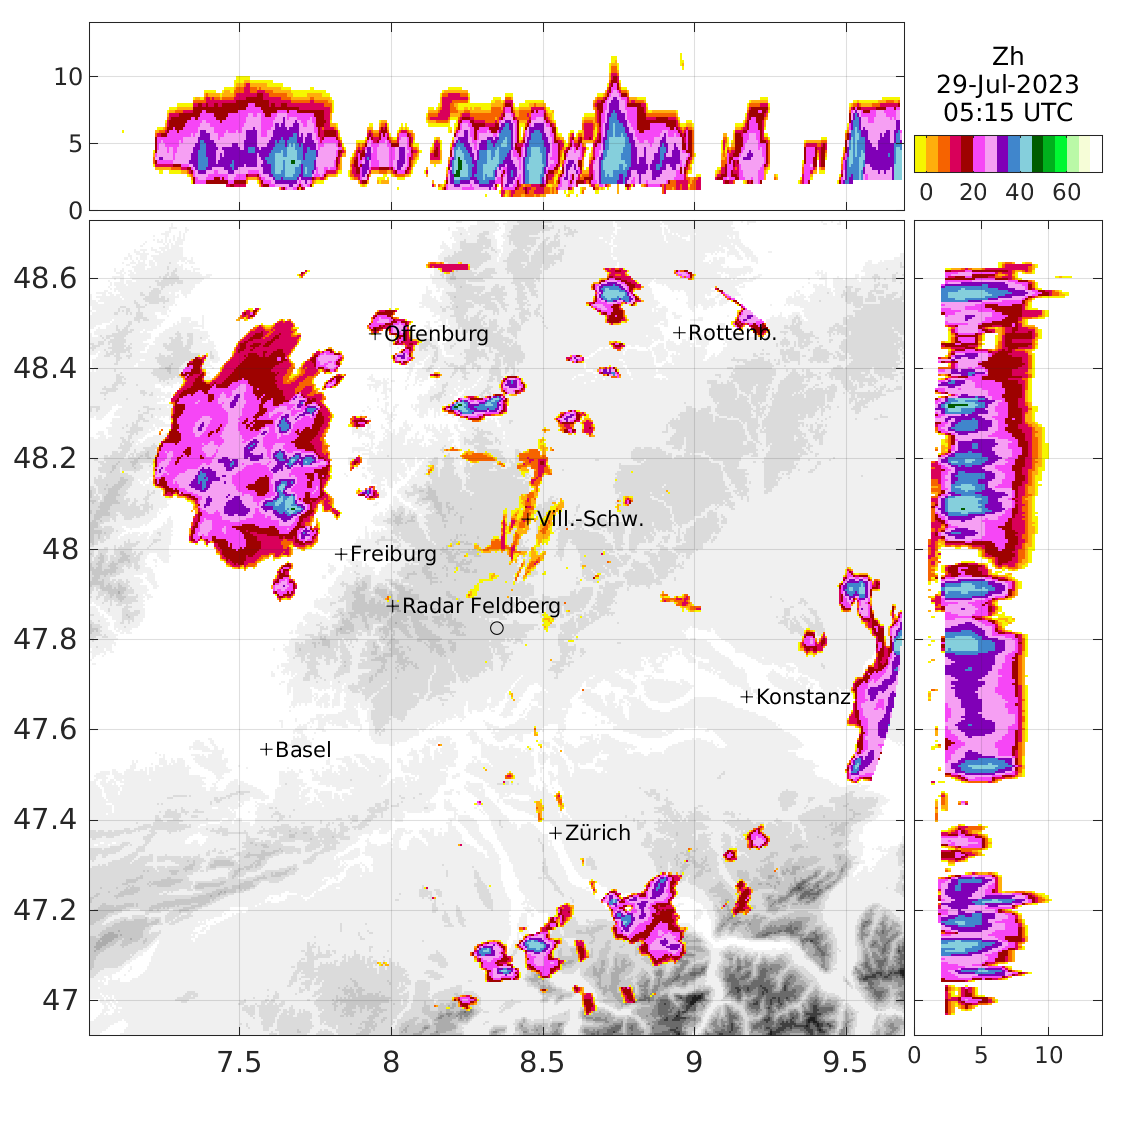 10
5
0
Zh
29-Jul-2023
05:15 UTC
0 20 40 60
48.6
48.4
48.2
48
47.8
47.6
47.4
47.2
47
+Offenburg
+Rottenb.
+Vill.-Schw.
+Freiburg
+Radar Feldberg
+Konstanz
+Basel
+Zürich
7.5 8 8.5 9 9.5
0 5 10